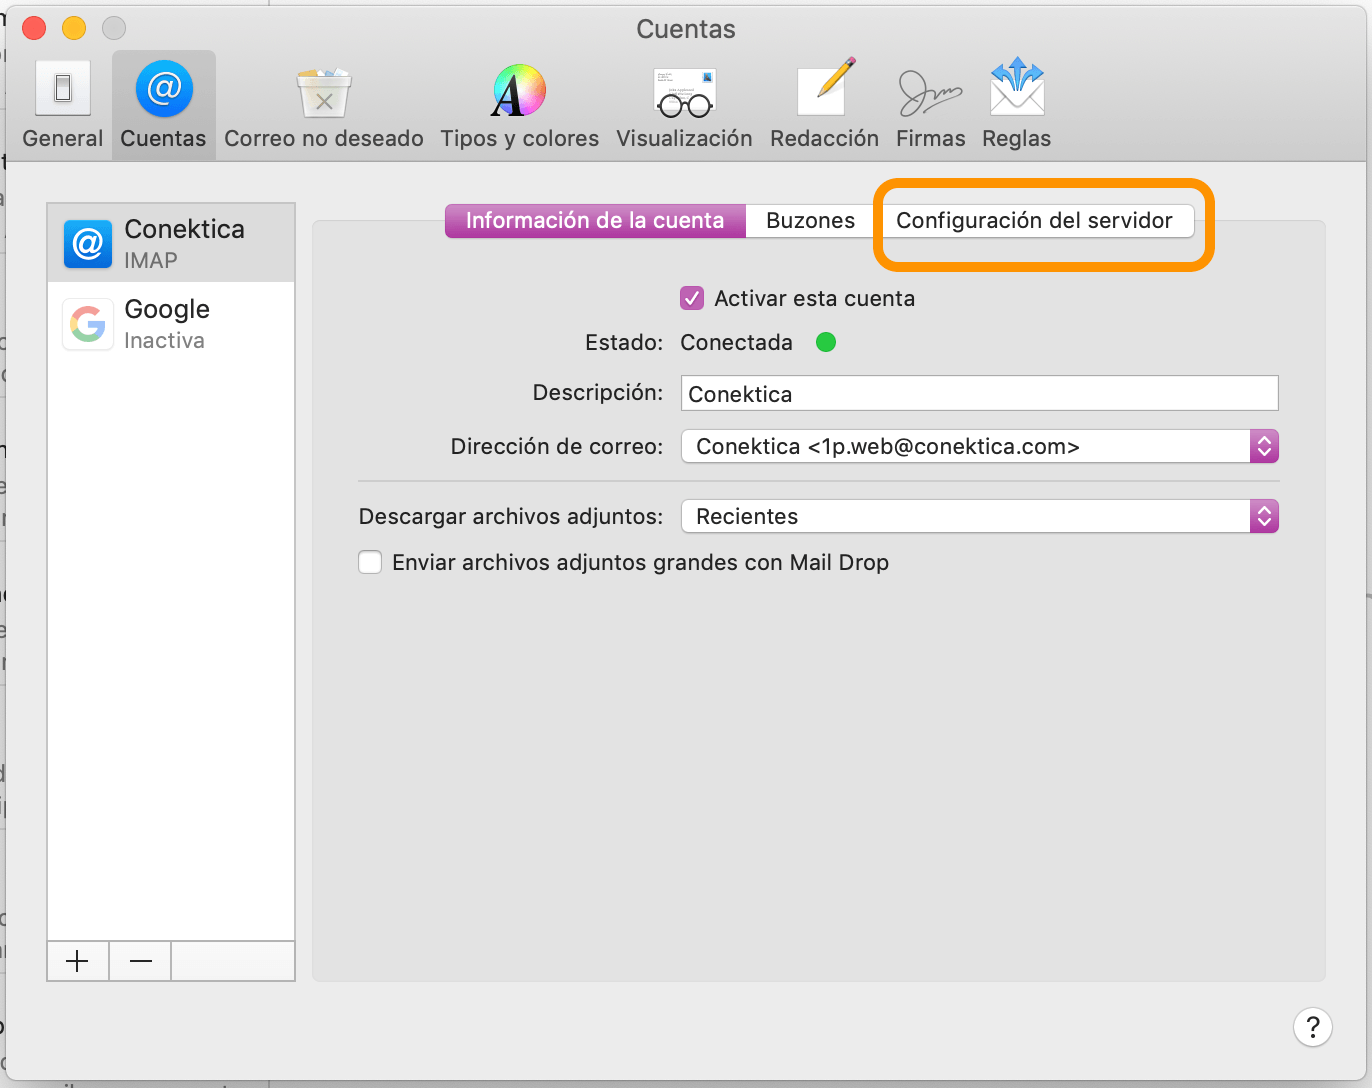 Cuentas
General
Cuentas
Correo no deseado
Tipos y colores
Visualización
Redacción
Firmas
Reglas
Conektica
IMAP
Google
Inactiva
Información de la cuenta
Buzones
Configuración del servidor
Activar esta cuenta
Estado: Conectada
Descripción: Conektica
Dirección de correo: Conektica <1p.web@conektica.com>
Descargar archivos adjuntos: Recientes
Enviar archivos adjuntos grandes con Mail Drop
?